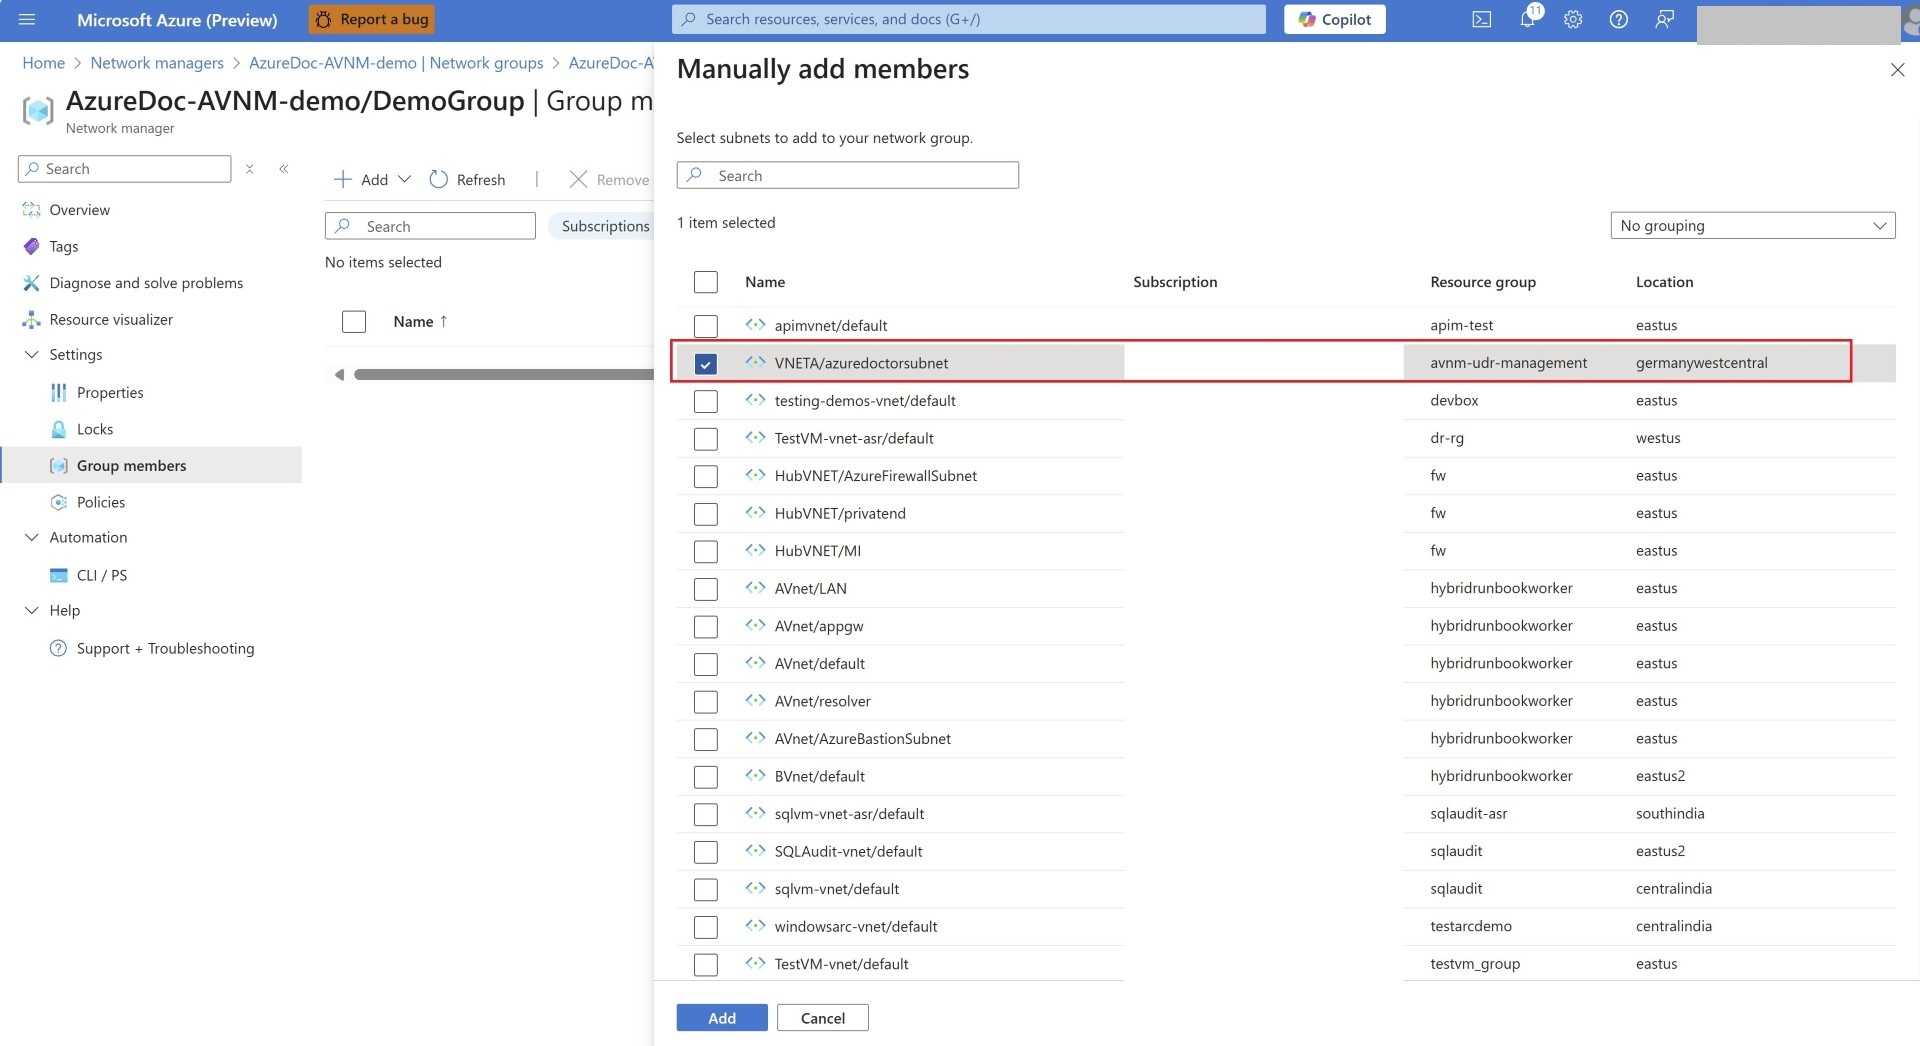 Microsoft Azure (Preview)
Report a bug
Search resources, services, and docs (G+/)
Copilot
11
Home > Network managers > AzureDoc-AVNM-demo | Network groups > AzureDoc-A
AzureDoc-AVNM-demo/DemoGroup | Group m
Network manager
Search
Overview
Tags
Diagnose and solve problems
Resource visualizer
Settings
Properties
Locks
Group members
Policies
Automation
CLI / PS
Help
Support + Troubleshooting
Add
Refresh
Remove
Search
Subscriptions
No items selected
Name ↑
Manually add members
Select subnets to add to your network group.
Search
1 item selected
No grouping
Name Subscription Resource group Location
apimvnet/default apim-test eastus
VNETA/azuredoctorsubnet avnm-udr-management germanywestcentral
testing-demos-vnet/default devbox eastus
TestVM-vnet-asr/default dr-rg westus
HubVNET/AzureFirewallSubnet fw eastus
HubVNET/privatend fw eastus
HubVNET/MI fw eastus
AVnet/LAN hybridrunbookworker eastus
AVnet/appgw hybridrunbookworker eastus
AVnet/default hybridrunbookworker eastus
AVnet/resolver hybridrunbookworker eastus
AVnet/AzureBastionSubnet hybridrunbookworker eastus
BVnet/default hybridrunbookworker eastus2
sqlvm-vnet-asr/default sqlaudit-asr southindia
SQLAudit-vnet/default sqlaudit eastus2
sqlvm-vnet/default sqlaudit centralindia
windowsarc-vnet/default testarcdemo centralindia
TestVM-vnet/default testvm_group eastus
Add
Cancel